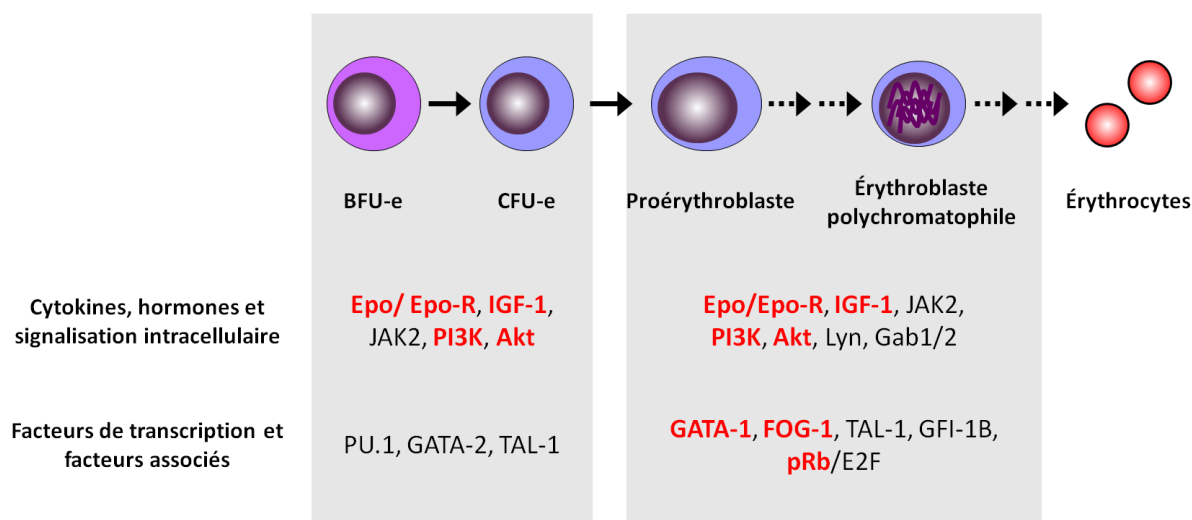 BFU-e
CFU-e
Proérythroblaste
Érythroblaste
polychromatophile
Érythrocytes
Cytokines, hormones et
signalisation intracellulaire
Epo/ Epo-R, IGF-1,
JAK2, PI3K, Akt
Epo/Epo-R, IGF-1, JAK2,
PI3K, Akt, Lyn, Gab1/2
Facteurs de transcription et
facteurs associés
PU.1, GATA-2, TAL-1
GATA-1, FOG-1, TAL-1, GFI-1B,
pRb/E2F